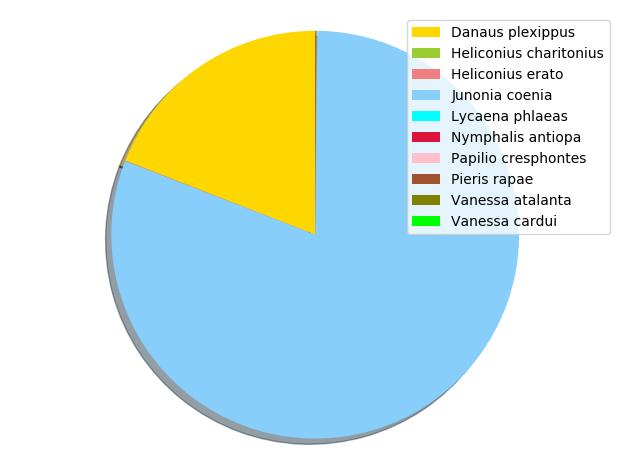 Danaus plexippus
Heliconius charitonius
Heliconius erato
Junonia coenia
Lycaena phlaeas
Nymphalis antiopa
Papilio cresphontes
Pieris rapae
Vanessa atalanta
Vanessa cardui